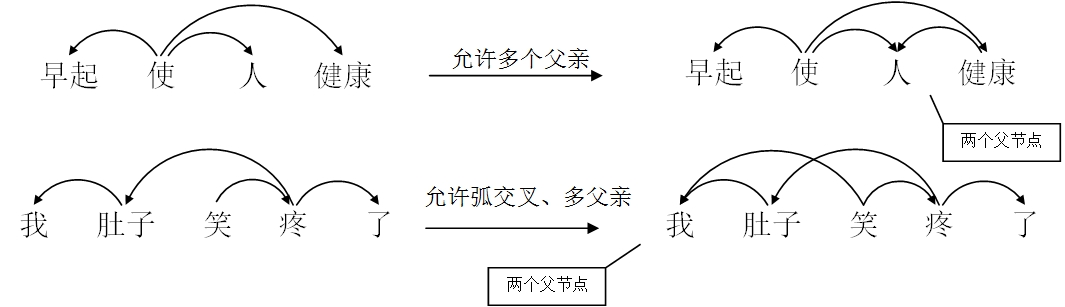 早起 使 人 健康
允许多个父亲
早起 使 人 健康
两个父节点
我 肚子 笑 疼 了
允许弧交叉、多父亲
我 肚子 笑 疼 了
两个父节点